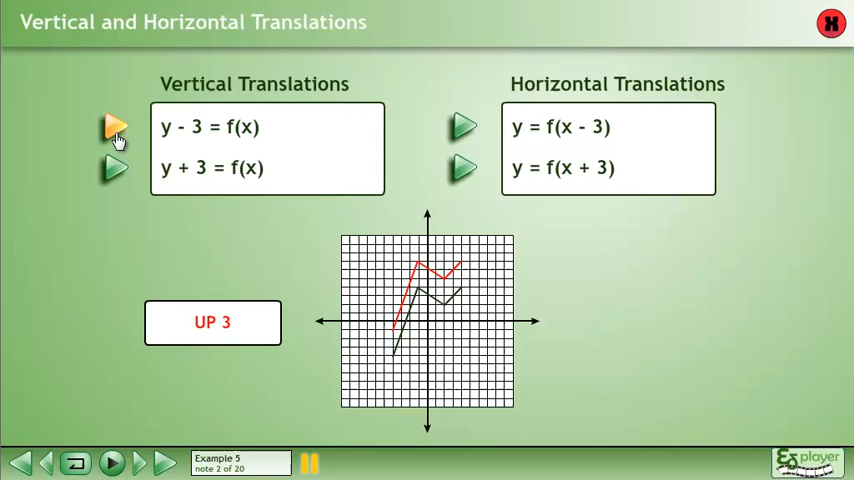 Vertical and Horizontal Translations
X
Vertical Translations
Horizontal Translations
y - 3 = f(x)
y = f(x - 3)
y + 3 = f(x)
y = f(x + 3)
UP 3
Example 5
note 2 of 20
player